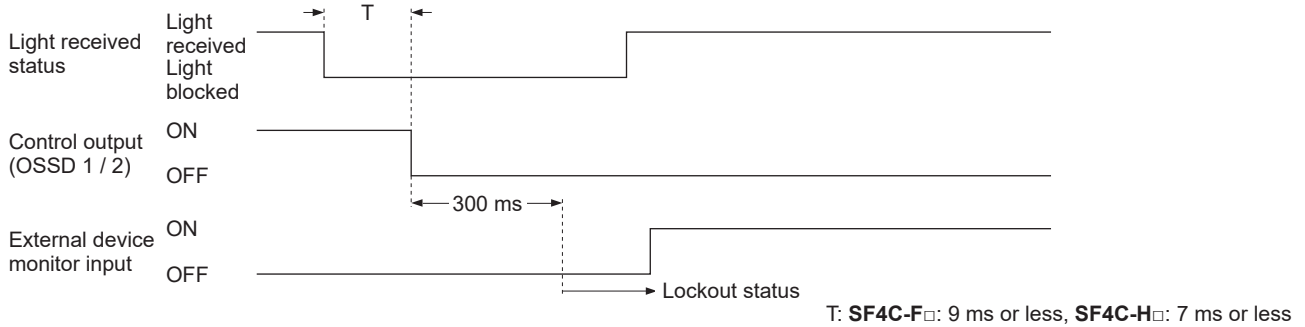 T
Light received
status
Light
received
Light
blocked
Control output
(OSSD 1 / 2)
ON
OFF
300 ms
External device
monitor input
ON
OFF
Lockout status
T: SF4C-F□: 9 ms or less, SF4C-H□: 7 ms or less